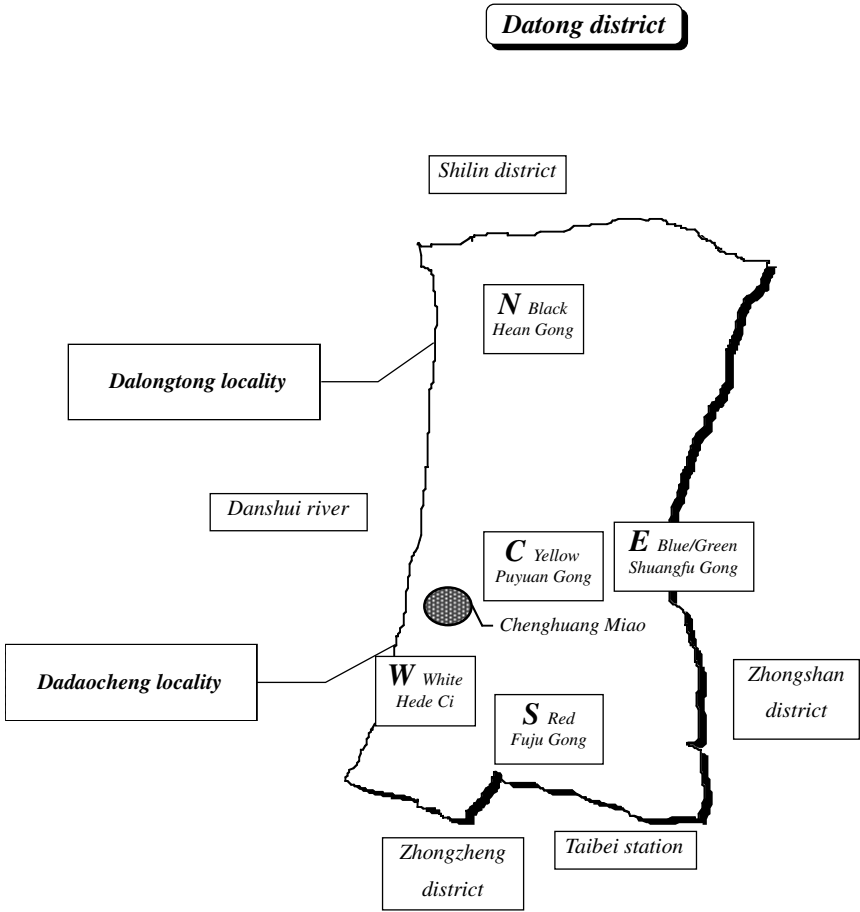 Datong district
Shilin district
N Black
Hean Gong
Dalongtong locality
Danshui river
C Yellow
Puyuan Gong
E Blue/Green
Shuangfu Gong
Chenghuang Miao
Dadaocheng locality
W White
Hede Ci
Zhongshan
district
S Red
Fuju Gong
Zhongzheng
district
Taibei station